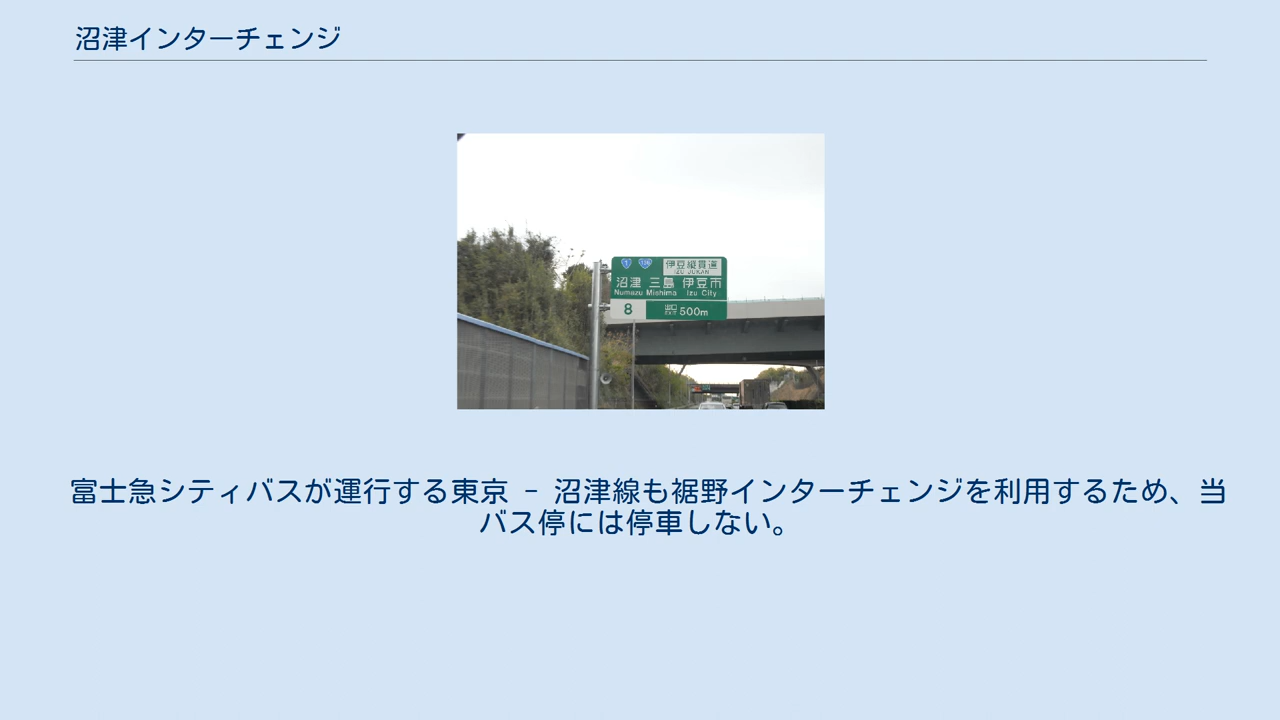 沼津インターチェンジ
伊豆縦貫道
IZU JUKAN
沼津 三島 伊豆市
Numazu Mishima Izu City
8
出口
EXIT 500m
富士急シティバスが運行する東京 - 沼津線も裾野インターチェンジを利用するため、当
バス停には停車しない。